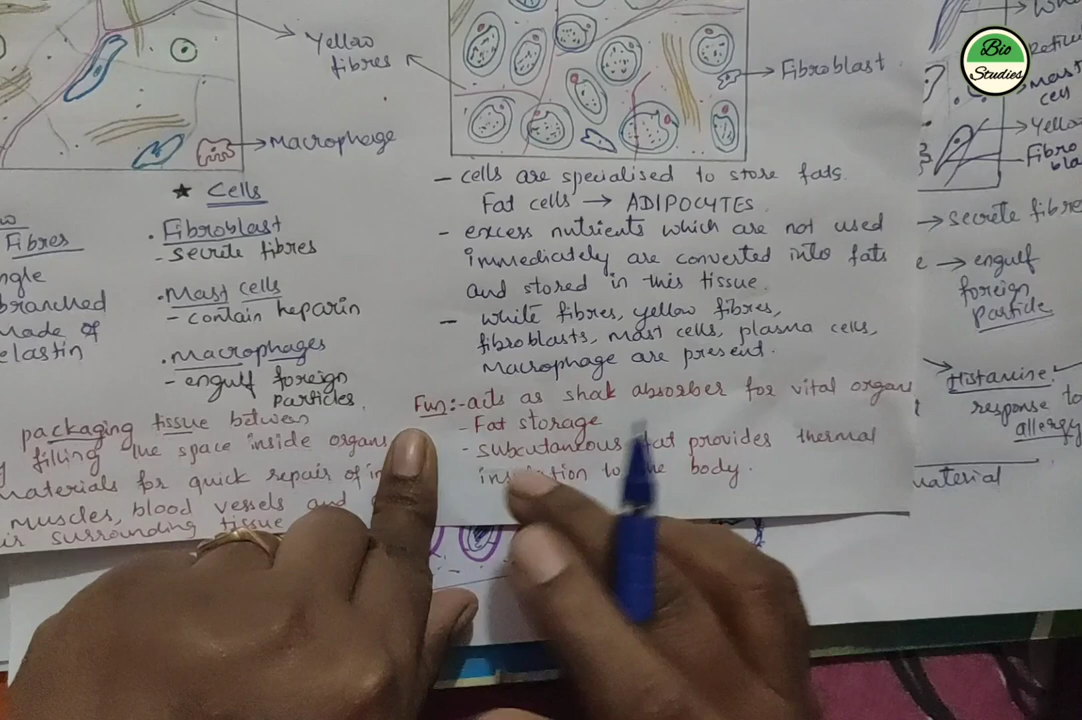 Yellow
fibres
Macrophage
★ Cells
Fibres
branched
made of
elastin
. Fibroblast
- secrete fibres
. Mast cells
- contain heparin
. Macrophages
- engulf foreign
particles.
packaging tissue between
filling the space inside organs
materials for quick repair of
muscles, blood vessels and
surrounding tissue
Fibroblast.
- cells are specialised to store fats.
Fat cells → ADIPOCYTES.
- excess nutrients which are not used
immediately are converted into fats
and stored in this tissue.
- white fibres, yellow fibres,
fibroblasts, mast cells, plasma cells,
Macrophage are present.
Fun:- acts as shok absorber for vital organs
- Fat storage
- subcutaneous fat provides thermal
to the body.
Bio
Studies
Mast
cey
Yello
Fibro
bla
→ secrete fibre
→ engulf
foreign
particle
Histamine
response to
allergy
material